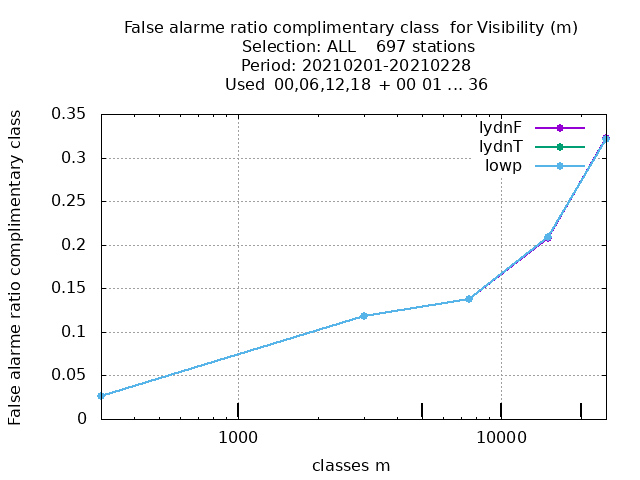 False alarme ratio complimentary class  for Visibility (m)
Selection: ALL    697 stations
Period: 20210201-20210228
Used  00,06,12,18 + 00 01 ... 36
False alarme ratio complimentary class
0.35
0.3
0.25
0.2
0.15
0.1
0.05
0
lydnF
lydnT
lowp
1000
10000
classes m